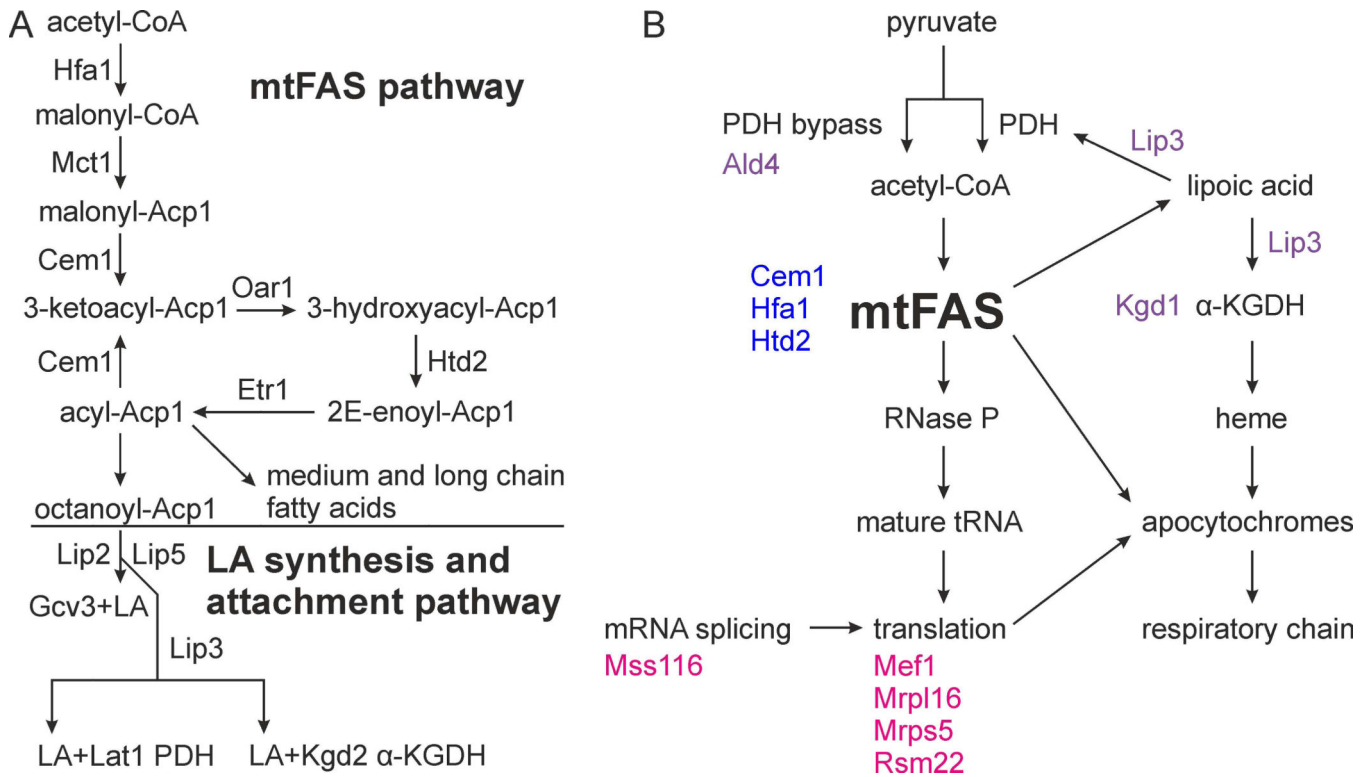 A
acetyl-CoA
Hfa1
mtFAS pathway
malonyl-CoA
Mct1
malonyl-Acp1
Cem1
Oar1
3-ketoacyl-Acp1
3-hydroxyacyl-Acp1
Cem1
Htd2
Etr1
acyl-Acp1
2E-enoyl-Acp1
medium and long chain
fatty acids
octanoyl-Acp1
Lip2
Lip5
LA synthesis and
attachment pathway
Gcv3+LA
Lip3
LA+Lat1 PDH
LA+Kgd2 α-KGDH
B
pyruvate
PDH bypass
PDH
Ald4
Lip3
acetyl-CoA
lipoic acid
Lip3
Cem1
Hfa1
Htd2
mtFAS
Kgd1 α-KGDH
RNase P
heme
mature tRNA
apocytochromes
mRNA splicing
translation
respiratory chain
Mss116
Mef1
Mrpl16
Mrps5
Rsm22